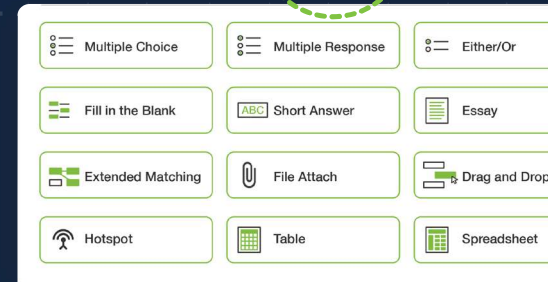 Multiple Choice
Multiple Response
Either/Or
Fill in the Blank
ABC Short Answer
Essay
Extended Matching
File Attach
Drag and Drop
Hotspot
Table
Spreadsheet